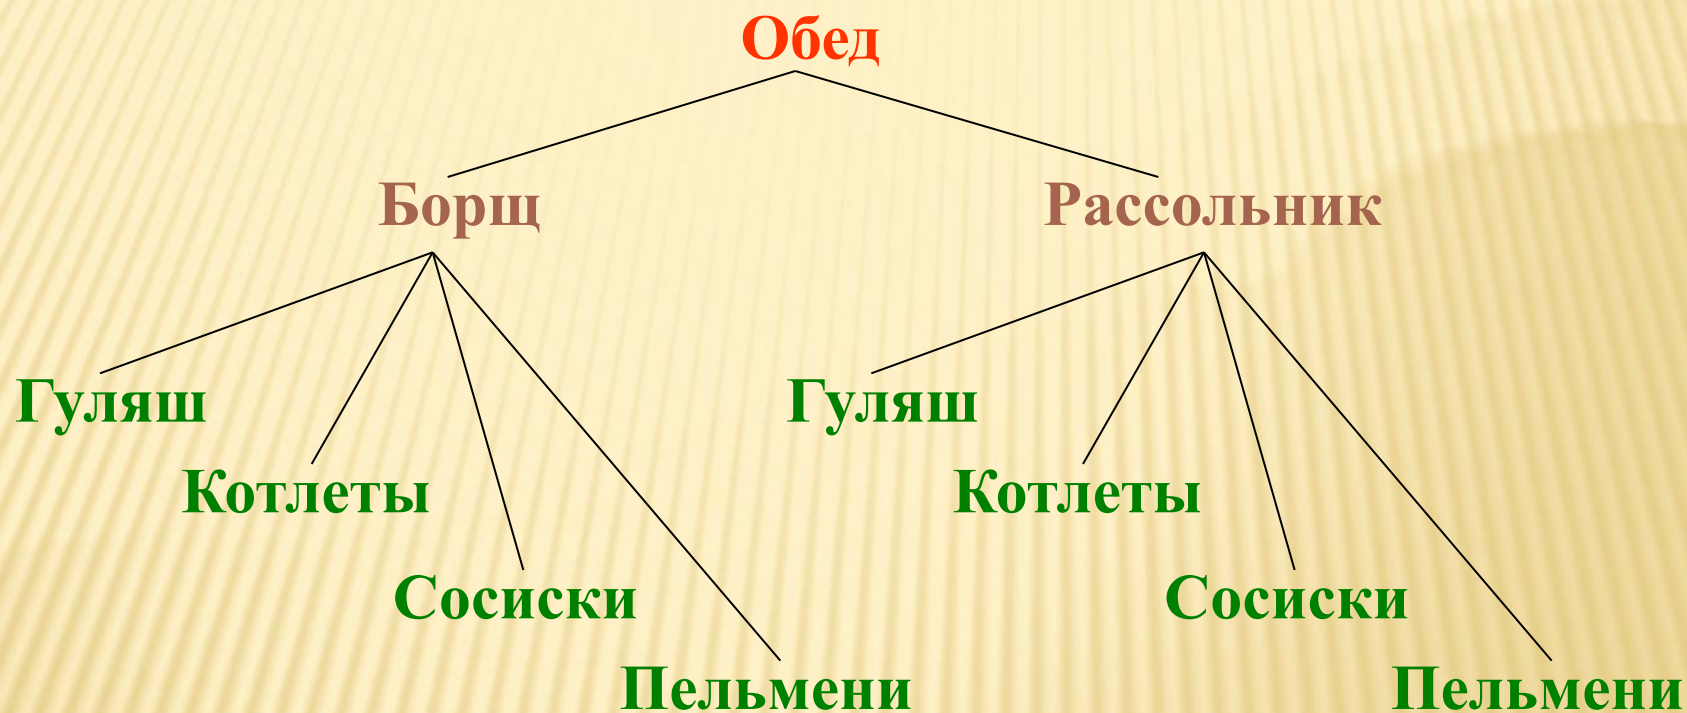 Обед
Борщ Рассольник
Гуляш Гуляш
Котлеты Котлеты
Сосиски Сосиски
Пельмени Пельмени